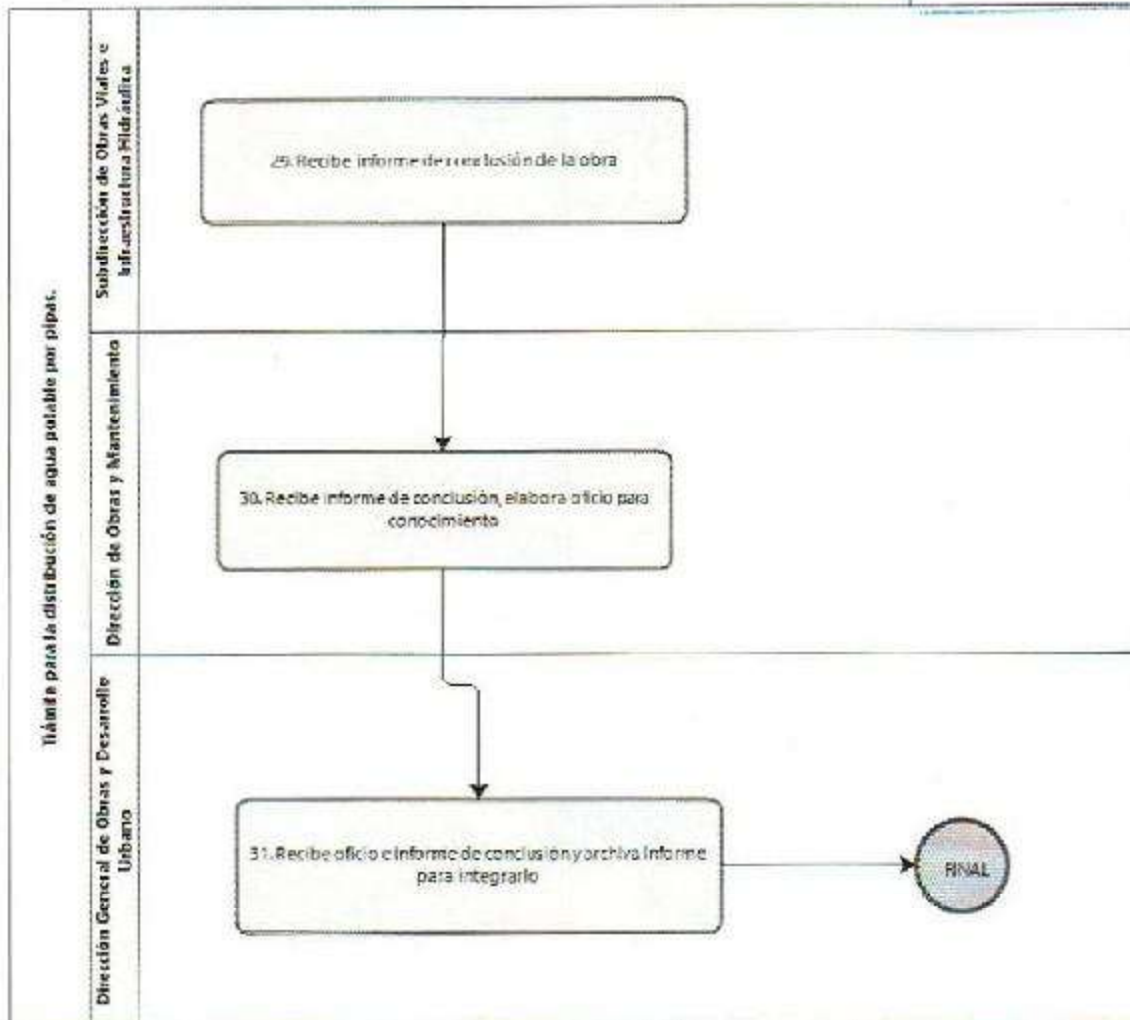 Trámite para la distribución de agua potable por pipas.
Subdirección de Obras Viales e
Infraestructura Hidráulica
29. Recibe informe de conclusión de la obra
Dirección de Obras y Mantenimiento
30. Recibe informe de conclusión, elabora oficio para
conocimiento
Dirección General de Obras y Desarrollo
Urbano
31. Recibe oficio e informe de conclusión y archiva informe
para integrarlo
FINAL